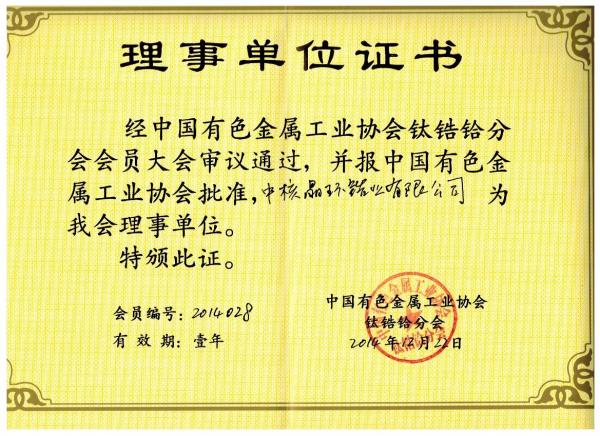 理事单位证书
经中国有色金属工业协会钛锆铪分
会会员大会审议通过，并报中国有色金
属工业协会批准，中核晶环锆业有限公司 为
我会理事单位。
特颁此证。
会员编号：2014028
有 效 期：壹年
中国有色金属工业协会
钛锆铪分会
2014年12月22日